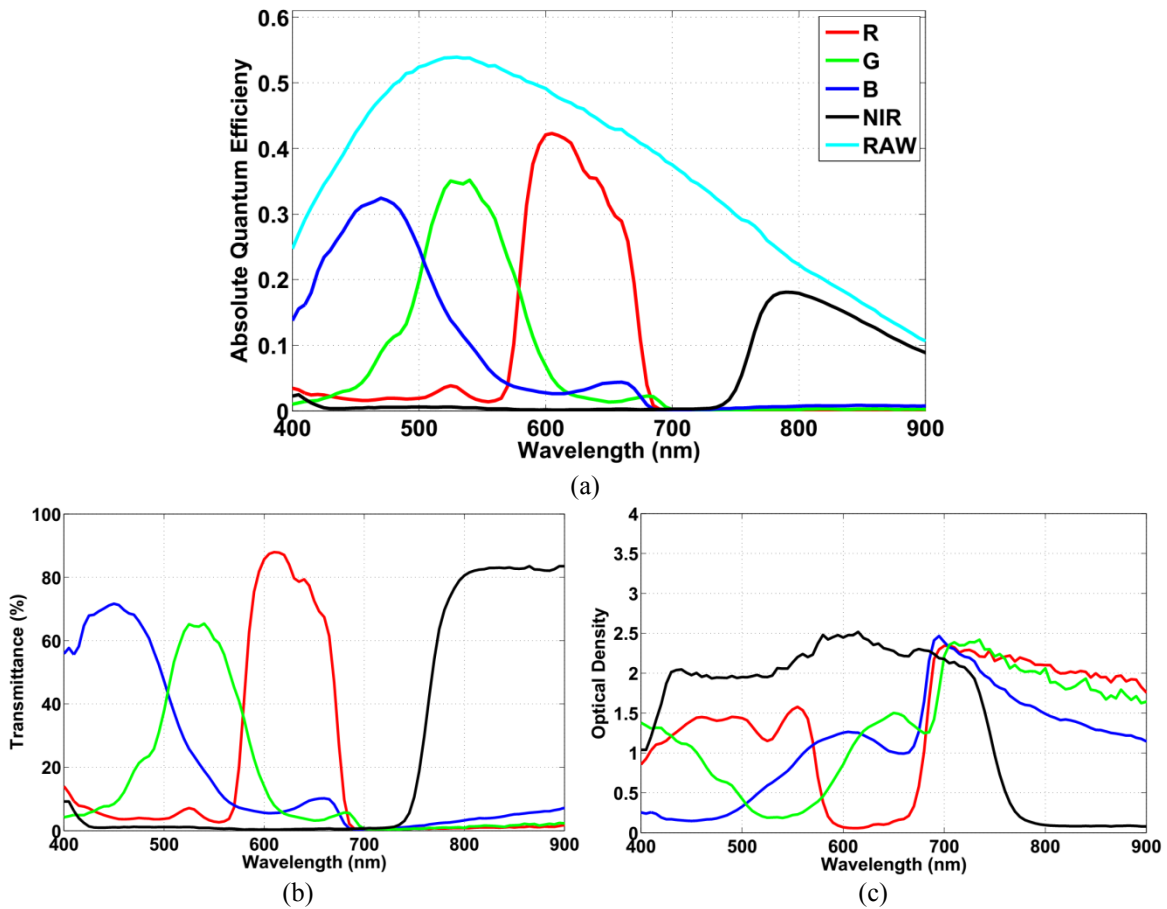 0.6
0.5
0.4
0.3
0.2
0.1
0
Absolute Quantum Efficieny
R
G
B
NIR
RAW
400 500 600 700 800 900
Wavelength (nm)
(a)
100
80
60
40
20
0
Transmittance (%)
400 500 600 700 800 900
Wavelength (nm)
(b)
4
3.5
3
2.5
2
1.5
1
0.5
0
Optical Density
400 500 600 700 800 900
Wavelength (nm)
(c)